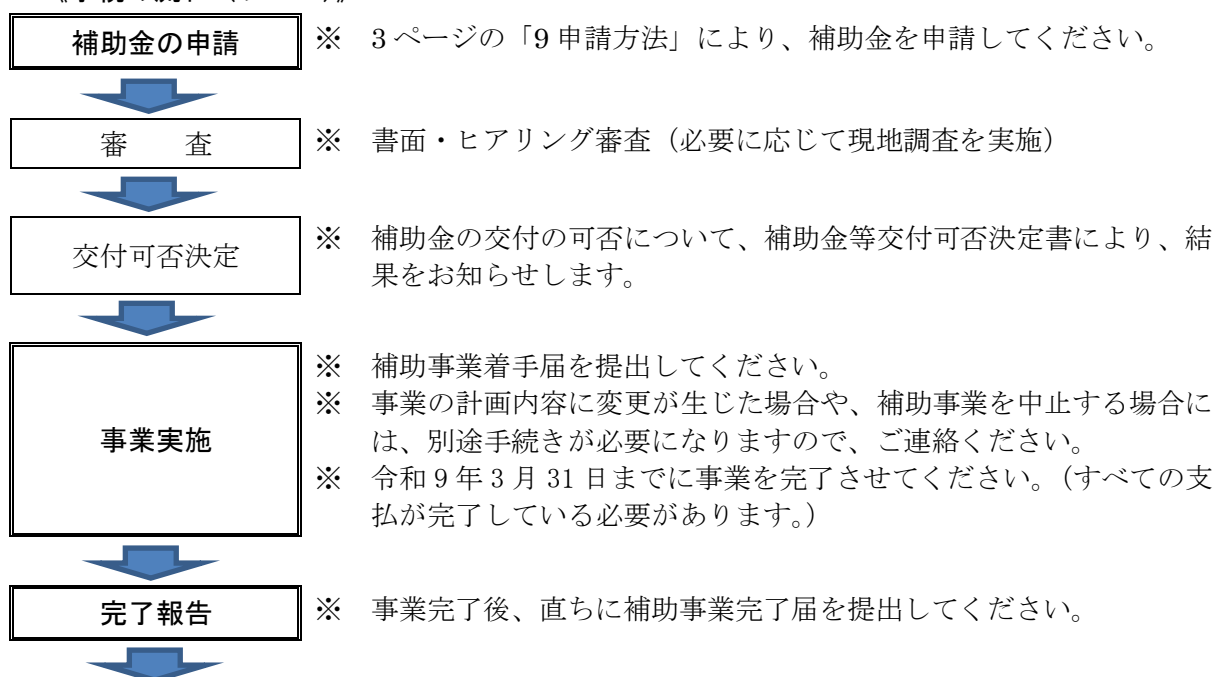 補助金の申請
※ 3ページの「9申請方法」により、補助金を申請してください。
審 査
※ 書面・ヒアリング審査（必要に応じて現地調査を実施）
交付可否決定
※ 補助金の交付の可否について、補助金等交付可否決定書により、結
果をお知らせします。
事業実施
※ 補助事業着手届を提出してください。
※ 事業の計画内容に変更が生じた場合や、補助事業を中止する場合に
は、別途手続きが必要になりますので、ご連絡ください。
※ 令和9年3月31日までに事業を完了させてください。（すべての支
払が完了している必要があります。）
完了報告
※ 事業完了後、直ちに補助事業完了届を提出してください。